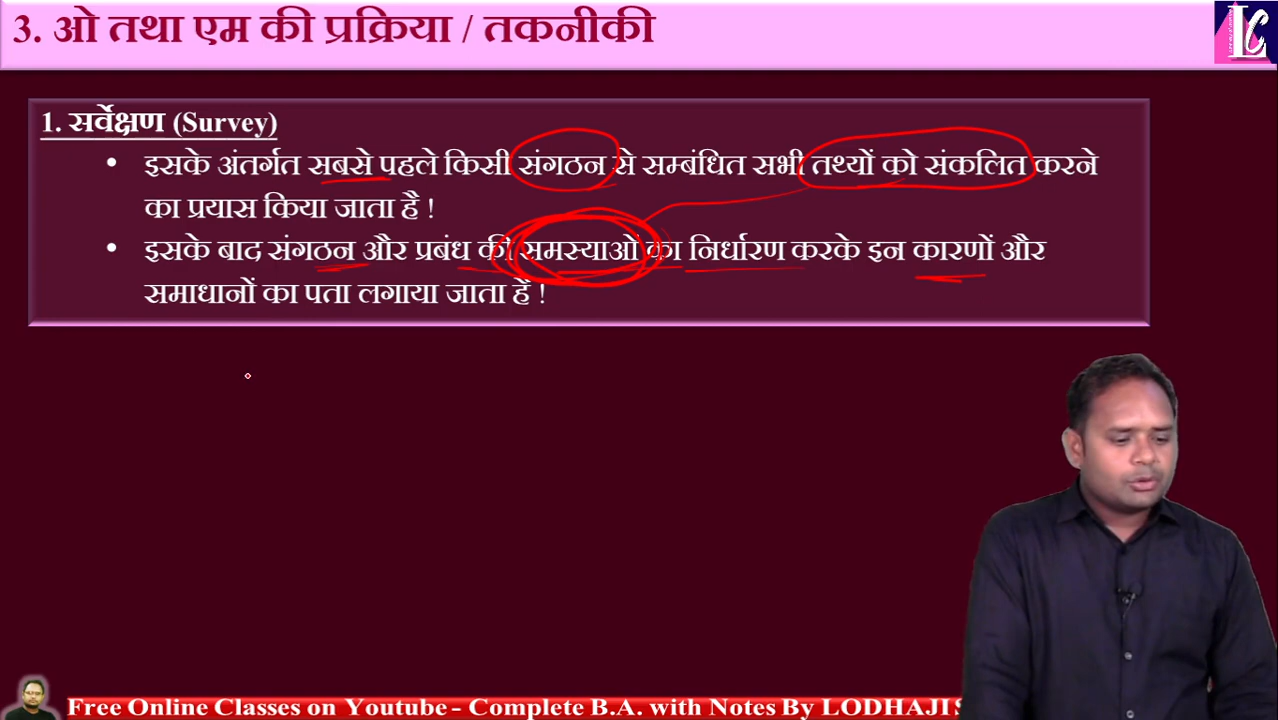 3. ओ तथा एम की प्रक्रिया / तकनीकी
LC
1. सर्वेक्षण (Survey)
• इसके अंतर्गत सबसे पहले किसी संगठन से सम्बंधित सभी तथ्यों को संकलित करने
का प्रयास किया जाता है !
• इसके बाद संगठन और प्रबंध की समस्याओं का निर्धारण करके इन कारणों और
समाधानों का पता लगाया जाता है !
Free Online Classes on Youtube - Complete B.A. with Notes By LODHAJI S